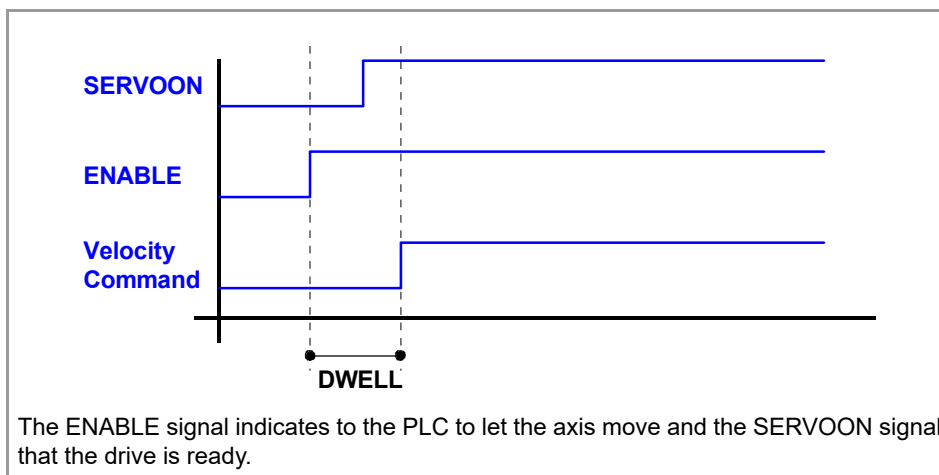 SERVOON
ENABLE
Velocity
Command
DWELL
The ENABLE signal indicates to the PLC to let the axis move and the SERVOON signal
that the drive is ready.